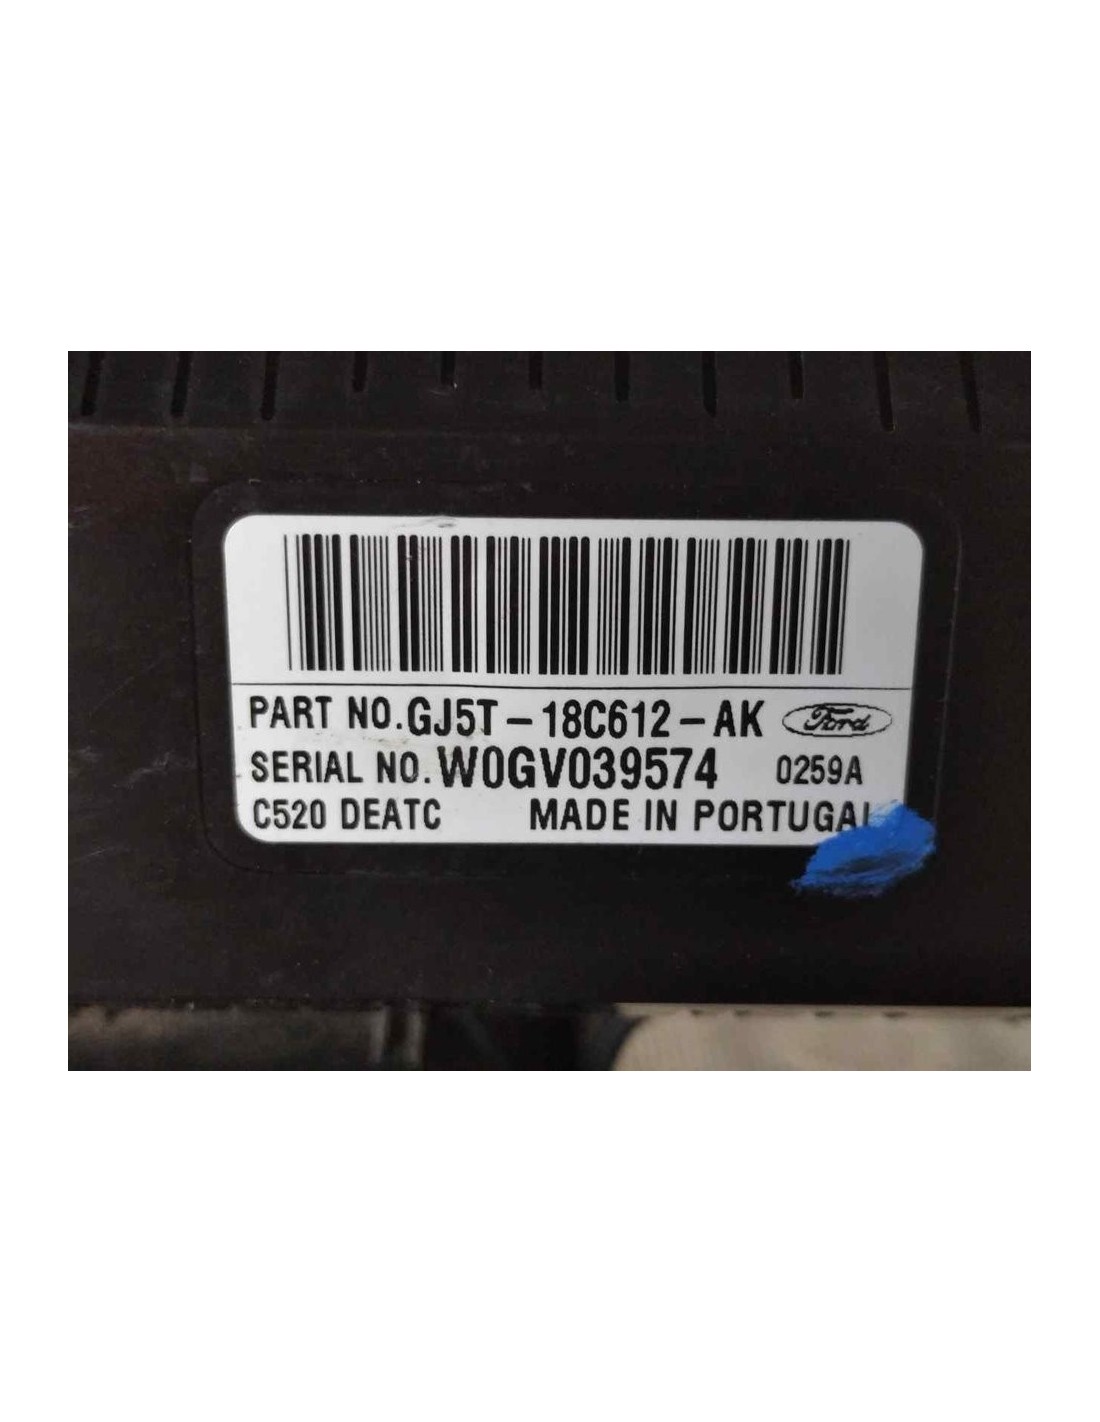 PART NO.GJ5T-18C612-AK Ford
SERIAL NO. W0GV039574 0259A
C520 DEATC MADE IN PORTUGAL